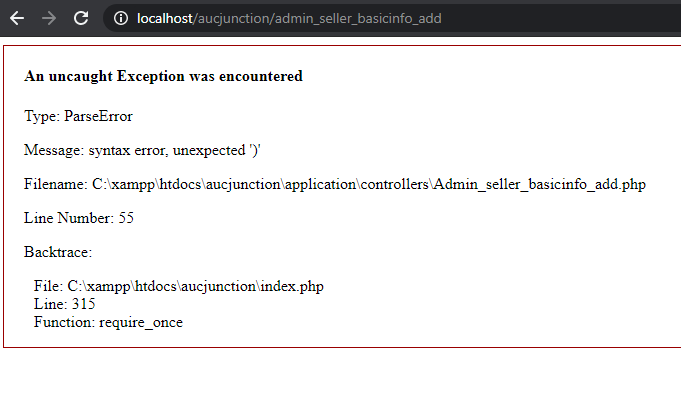 localhost/aucjunction/admin_seller_basicinfo_add
An uncaught Exception was encountered
Type: ParseError
Message: syntax error, unexpected ')'
Filename: C:\xampp\htdocs\aucjunction\application\controllers\Admin_seller_basicinfo_add.php
Line Number: 55
Backtrace:
File: C:\xampp\htdocs\aucjunction\index.php
Line: 315
Function: require_once